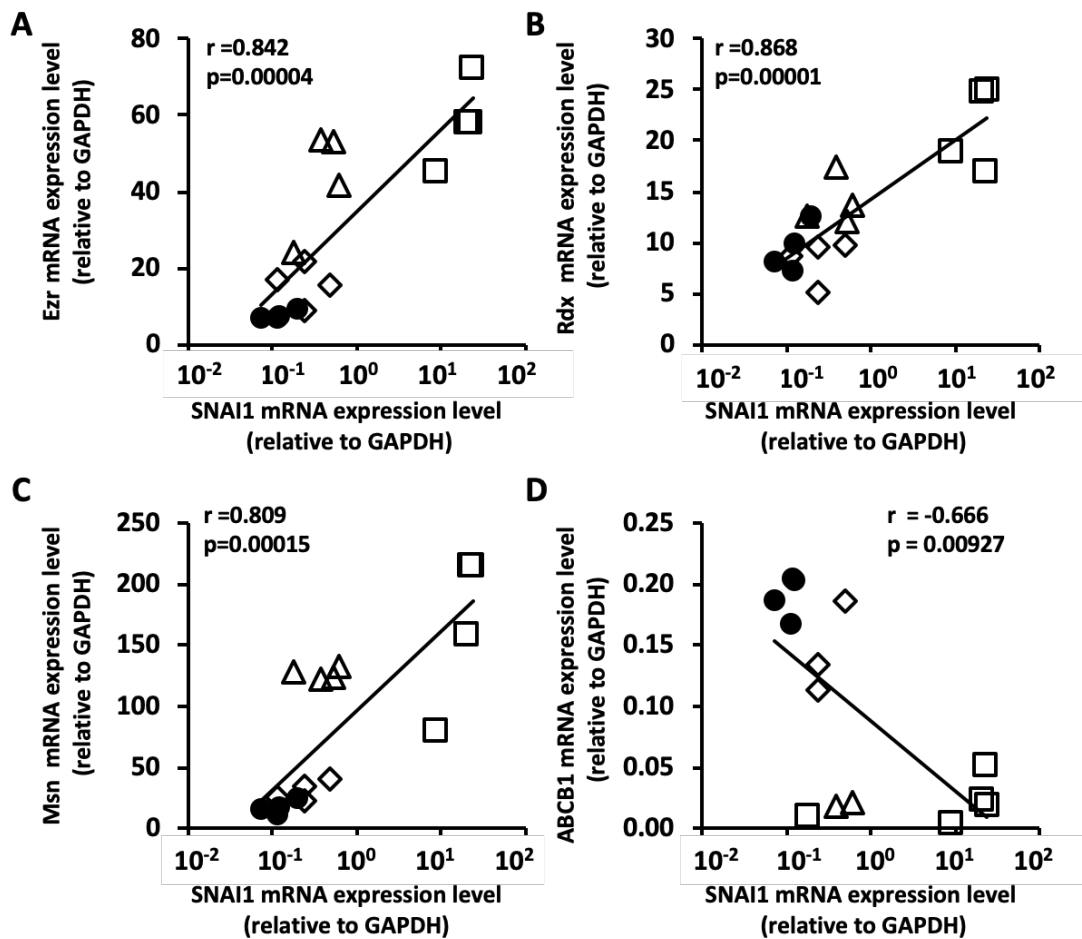 A
Ezr mRNA expression level
(relative to GAPDH)
80
60
40
20
0
r =0.842
p=0.00004
10⁻² 10⁻¹ 10⁰ 10¹ 10²
SNAI1 mRNA expression level
(relative to GAPDH)
B
Rdx mRNA expression level
(relative to GAPDH)
30
25
20
15
10
5
0
r =0.868
p=0.00001
10⁻² 10⁻¹ 10⁰ 10¹ 10²
SNAI1 mRNA expression level
(relative to GAPDH)
C
Msn mRNA expression level
(relative to GAPDH)
250
200
150
100
50
0
r =0.809
p=0.00015
10⁻² 10⁻¹ 10⁰ 10¹ 10²
SNAI1 mRNA expression level
(relative to GAPDH)
D
ABCB1 mRNA expression level
(relative to GAPDH)
0.25
0.20
0.15
0.10
0.05
0.00
r = -0.666
p = 0.00927
10⁻² 10⁻¹ 10⁰ 10¹ 10²
SNAI1 mRNA expression level
(relative to GAPDH)